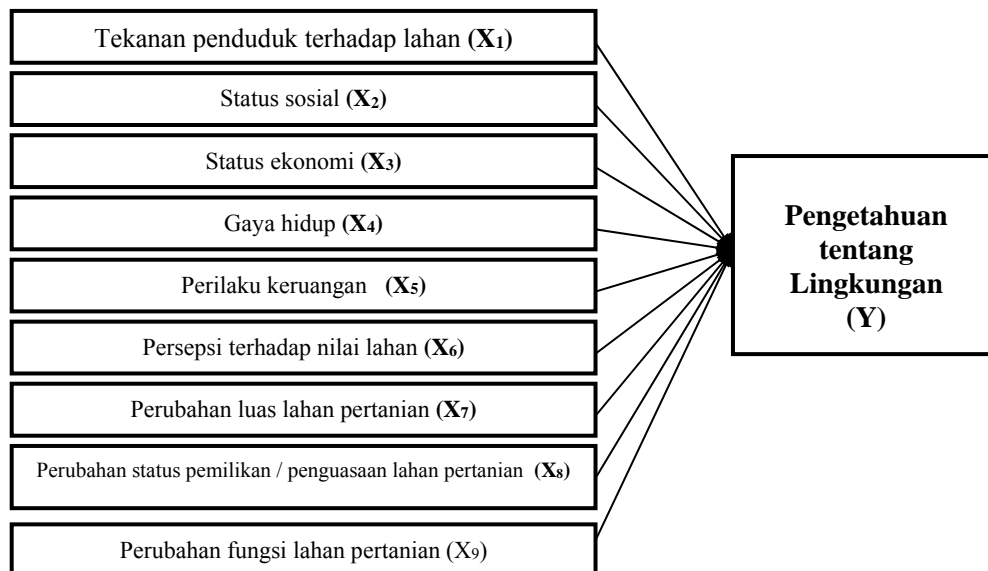 Tekanan penduduk terhadap lahan (X1)
Status sosial (X2)
Status ekonomi (X3)
Gaya hidup (X4)
Perilaku keruangan (X5)
Persepsi terhadap nilai lahan (X6)
Perubahan luas lahan pertanian (X7)
Perubahan status pemilikan / penguasaan lahan pertanian (X8)
Perubahan fungsi lahan pertanian (X9)
Pengetahuan
tentang
Lingkungan
(Y)